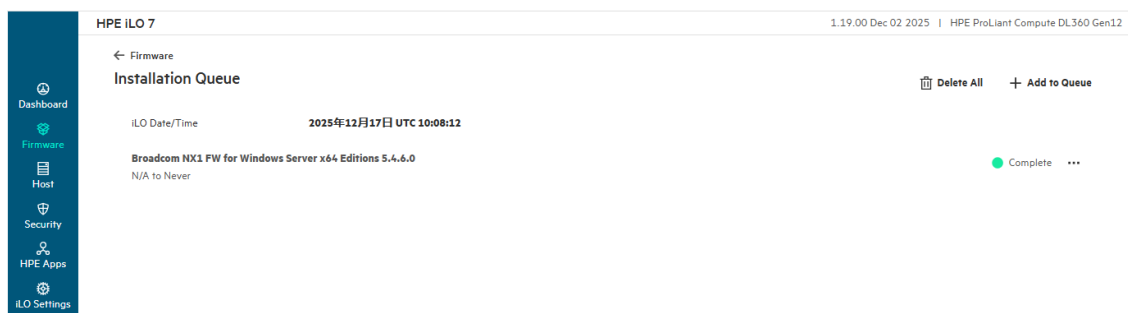 HPE iLO 7
1.19.00 Dec 02 2025 | HPE ProLiant Compute DL360 Gen12
← Firmware
Installation Queue
Delete All
+ Add to Queue
Dashboard
Firmware
Host
Security
HPE Apps
iLO Settings
iLO Date/Time 2025年12月17日 UTC 10:08:12
Broadcom NX1 FW for Windows Server x64 Editions 5.4.6.0
N/A to Never
Complete ...